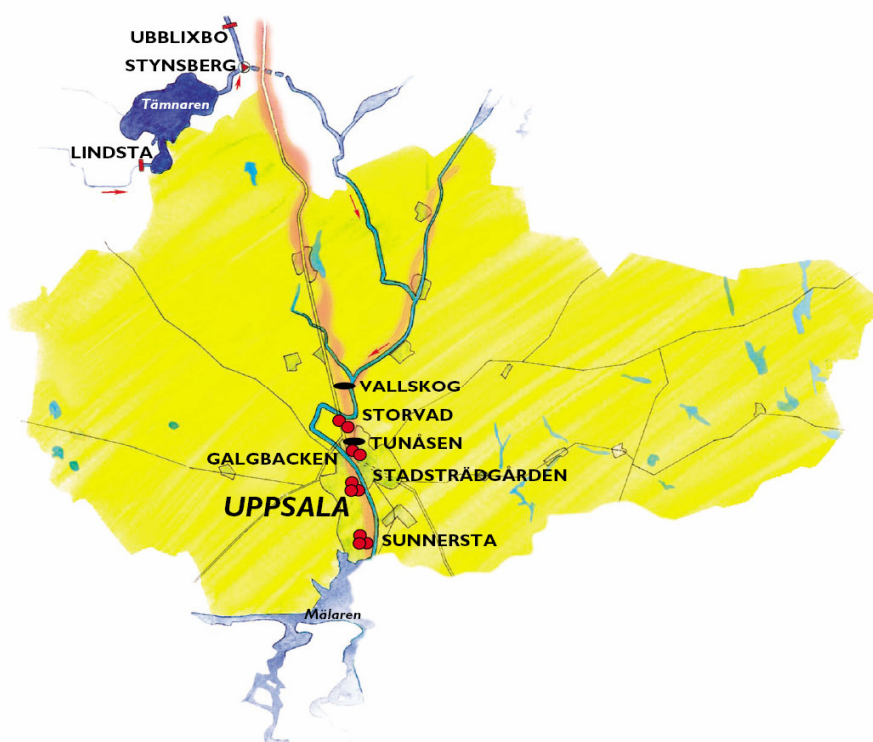 UBBLIXBO
STYNSBERG
Tämnaren
LINDSTA
VALLSKOG
STORVAD
TUNÅSEN
GALGBACKEN
STADSTRÄDGÅRDEN
UPPSALA
SUNNERSTA
Mälaren